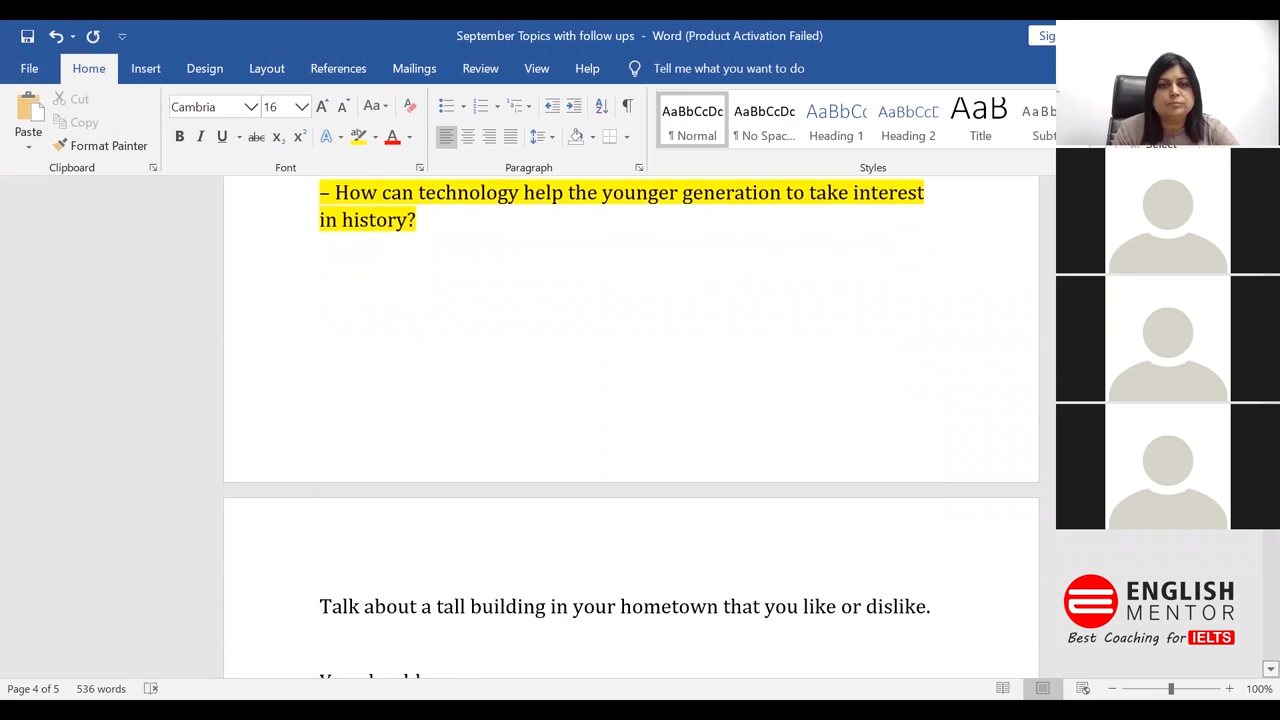 September Topics with follow ups - Word (Product Activation Failed)
Sig
File Home Insert Design Layout References Mailings Review View Help Tell me what you want to do
Paste
Cut
Copy
Format Painter
Clipboard
Cambria 16
Font
Paragraph
AaBbCcDc AaBbCcDc AaBbCc AaBbCcD AaB AaBb
¶ Normal ¶ No Spac... Heading 1 Heading 2 Title Subt
Styles
Select
– How can technology help the younger generation to take interest
in history?
Talk about a tall building in your hometown that you like or dislike.
ENGLISH
MENTOR
Best Coaching for IELTS
Page 4 of 5 536 words 100%